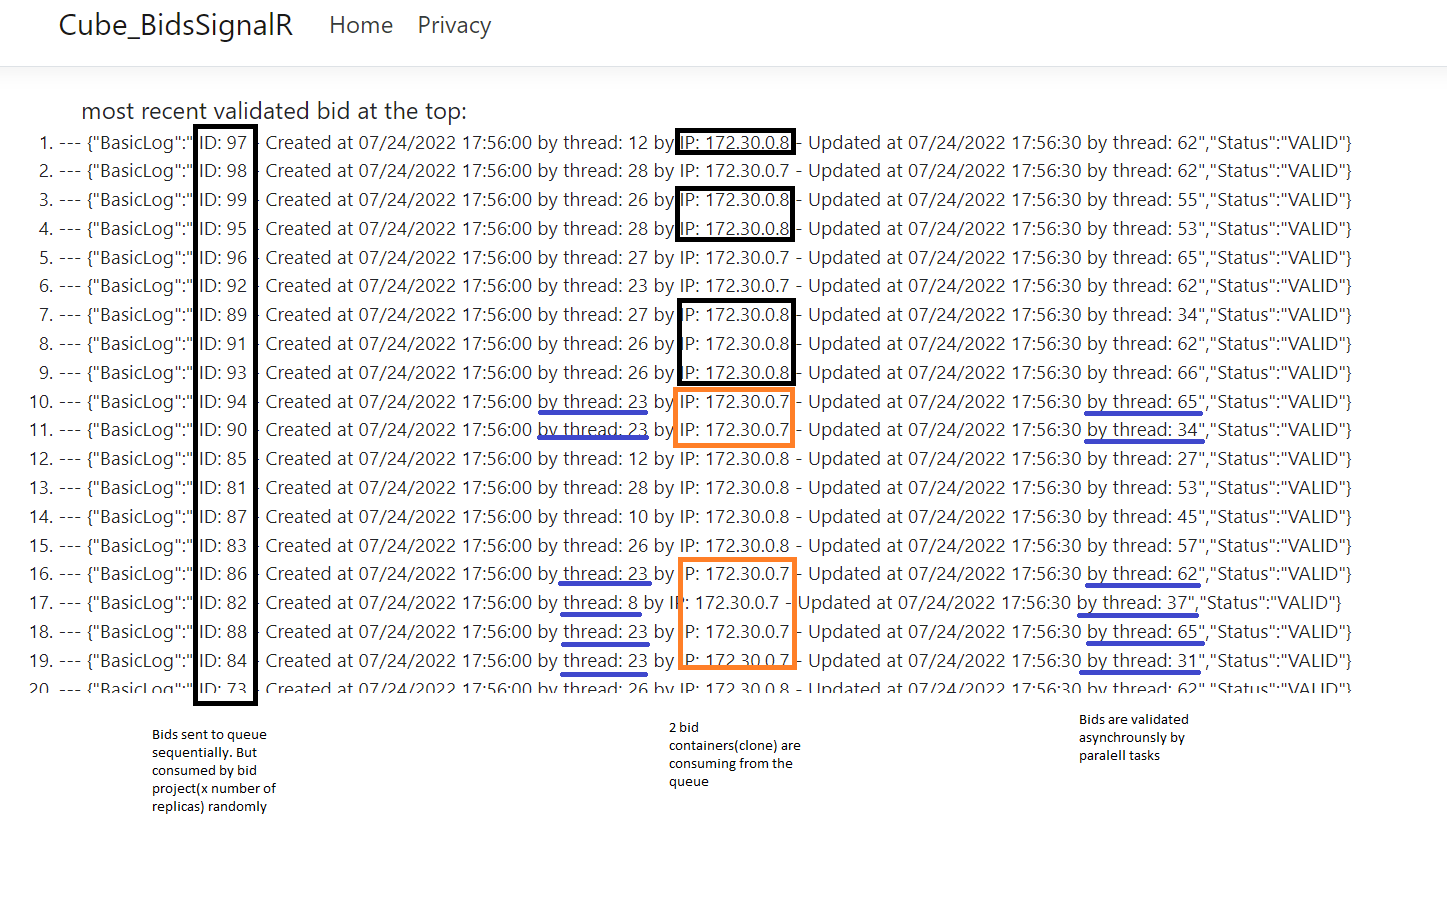 Cube_BidsSignalR Home Privacy
most recent validated bid at the top:
1. --- {"BasicLog":" ID: 97 - Created at 07/24/2022 17:56:00 by thread: 12 by IP: 172.30.0.8 - Updated at 07/24/2022 17:56:30 by thread: 62","Status":"VALID"}
2. --- {"BasicLog":" ID: 98 - Created at 07/24/2022 17:56:00 by thread: 28 by IP: 172.30.0.7 - Updated at 07/24/2022 17:56:30 by thread: 62","Status":"VALID"}
3. --- {"BasicLog":" ID: 99 - Created at 07/24/2022 17:56:00 by thread: 26 by IP: 172.30.0.8 - Updated at 07/24/2022 17:56:30 by thread: 55","Status":"VALID"}
4. --- {"BasicLog":" ID: 95 - Created at 07/24/2022 17:56:00 by thread: 28 by IP: 172.30.0.8 - Updated at 07/24/2022 17:56:30 by thread: 53","Status":"VALID"}
5. --- {"BasicLog":" ID: 96 - Created at 07/24/2022 17:56:00 by thread: 27 by IP: 172.30.0.7 - Updated at 07/24/2022 17:56:30 by thread: 65","Status":"VALID"}
6. --- {"BasicLog":" ID: 92 - Created at 07/24/2022 17:56:00 by thread: 23 by IP: 172.30.0.7 - Updated at 07/24/2022 17:56:30 by thread: 62","Status":"VALID"}
7. --- {"BasicLog":" ID: 89 - Created at 07/24/2022 17:56:00 by thread: 27 by IP: 172.30.0.8 - Updated at 07/24/2022 17:56:30 by thread: 34","Status":"VALID"}
8. --- {"BasicLog":" ID: 91 - Created at 07/24/2022 17:56:00 by thread: 26 by IP: 172.30.0.8 - Updated at 07/24/2022 17:56:30 by thread: 62","Status":"VALID"}
9. --- {"BasicLog":" ID: 93 - Created at 07/24/2022 17:56:00 by thread: 26 by IP: 172.30.0.8 - Updated at 07/24/2022 17:56:30 by thread: 66","Status":"VALID"}
10. --- {"BasicLog":" ID: 94 - Created at 07/24/2022 17:56:00 by thread: 23 by IP: 172.30.0.7 - Updated at 07/24/2022 17:56:30 by thread: 65","Status":"VALID"}
11. --- {"BasicLog":" ID: 90 - Created at 07/24/2022 17:56:00 by thread: 23 by IP: 172.30.0.7 - Updated at 07/24/2022 17:56:30 by thread: 34","Status":"VALID"}
12. --- {"BasicLog":" ID: 85 - Created at 07/24/2022 17:56:00 by thread: 12 by IP: 172.30.0.8 - Updated at 07/24/2022 17:56:30 by thread: 27","Status":"VALID"}
13. --- {"BasicLog":" ID: 81 - Created at 07/24/2022 17:56:00 by thread: 28 by IP: 172.30.0.8 - Updated at 07/24/2022 17:56:30 by thread: 53","Status":"VALID"}
14. --- {"BasicLog":" ID: 87 - Created at 07/24/2022 17:56:00 by thread: 10 by IP: 172.30.0.8 - Updated at 07/24/2022 17:56:30 by thread: 45","Status":"VALID"}
15. --- {"BasicLog":" ID: 83 - Created at 07/24/2022 17:56:00 by thread: 26 by IP: 172.30.0.8 - Updated at 07/24/2022 17:56:30 by thread: 57","Status":"VALID"}
16. --- {"BasicLog":" ID: 86 - Created at 07/24/2022 17:56:00 by thread: 23 by IP: 172.30.0.7 - Updated at 07/24/2022 17:56:30 by thread: 62","Status":"VALID"}
17. --- {"BasicLog":" ID: 82 - Created at 07/24/2022 17:56:00 by thread: 8 by IP: 172.30.0.7 - Updated at 07/24/2022 17:56:30 by thread: 37","Status":"VALID"}
18. --- {"BasicLog":" ID: 88 - Created at 07/24/2022 17:56:00 by thread: 23 by IP: 172.30.0.7 - Updated at 07/24/2022 17:56:30 by thread: 65","Status":"VALID"}
19. --- {"BasicLog":" ID: 84 - Created at 07/24/2022 17:56:00 by thread: 23 by IP: 172.30.0.7 - Updated at 07/24/2022 17:56:30 by thread: 31","Status":"VALID"}
20. --- {"BasicLog":" ID: 73 - Created at 07/24/2022 17:56:00 by thread: 26 by IP: 172.30.0.8 - Updated at 07/24/2022 17:56:30 by thread: 62","Status":"VALID"}
Bids sent to queue
sequentially. But
consumed by bid
project(x number of
replicas) randomly
2 bid
containers(clone) are
consuming from the
queue
Bids are validated
asynchrounsly by
paralell tasks